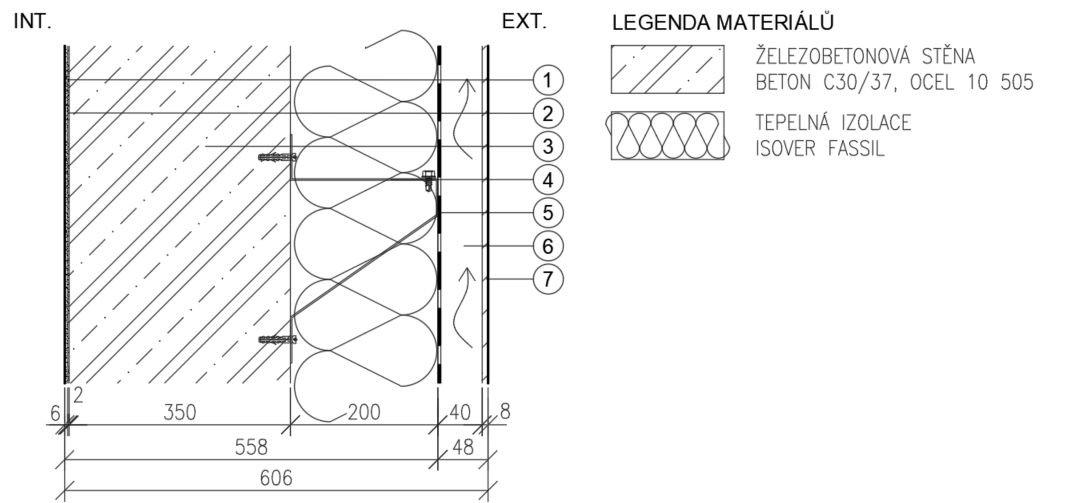 INT.
EXT.
LEGENDA MATERIÁLŮ
ŽELEZOBETONOVÁ STĚNA
BETON C30/37, OCEL 10 505
TEPELNÁ IZOLACE
ISOVER FASSIL
1
2
3
4
5
6
7
6 2 350 200 40 8
558 48
606